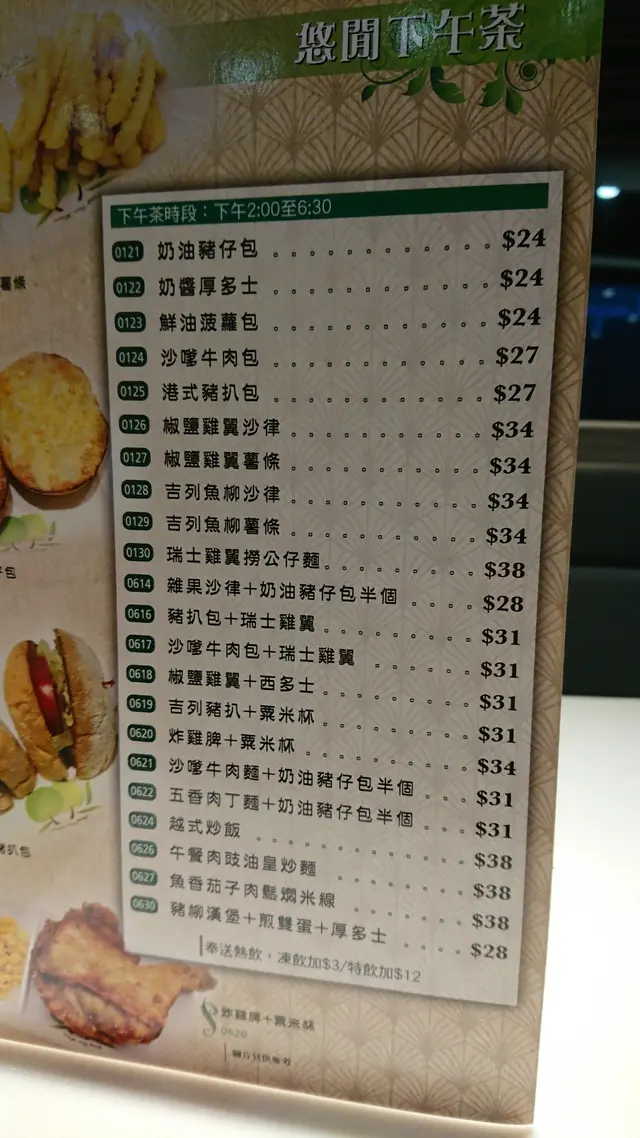 悠閒下午茶
下午茶時段：下午2:00至6:30
0121 奶油豬仔包 $24
0122 奶醬厚多士 $24
0123 鮮油菠蘿包 $24
0124 沙嗲牛肉包 $27
0125 港式豬扒包 $27
0126 椒鹽雞翼沙律 $34
0127 椒鹽雞翼薯條 $34
0128 吉列魚柳沙律 $34
0129 吉列魚柳薯條 $34
0130 瑞士雞翼撈公仔麵 $38
0614 雜果沙律＋奶油豬仔包半個 $28
0616 豬扒包＋瑞士雞翼 $31
0617 沙嗲牛肉包＋瑞士雞翼 $31
0618 椒鹽雞翼＋西多士 $31
0619 吉列豬扒＋粟米杯 $31
0620 炸雞脾＋粟米杯 $34
0621 沙嗲牛肉麵＋奶油豬仔包半個 $31
0622 五香肉丁麵＋奶油豬仔包半個 $31
0624 越式炒飯 $38
0626 午餐肉豉油皇炒麵 $38
0627 魚香茄子肉鬆燜米線 $38
0630 豬柳漢堡＋煎雙蛋＋厚多士 $28
奉送熱飲，凍飲加$3/特飲加$12
薯條
包
扒包
炸雞脾＋粟米杯
0620
圖片只供參考